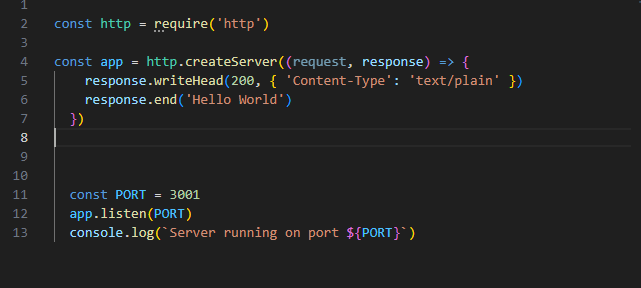 1
2 const http = require('http')
3
4 const app = http.createServer((request, response) => {
5 response.writeHead(200, { 'Content-Type': 'text/plain' })
6 response.end('Hello World')
7 })
8
9
10
11 const PORT = 3001
12 app.listen(PORT)
13 console.log(`Server running on port ${PORT}`)